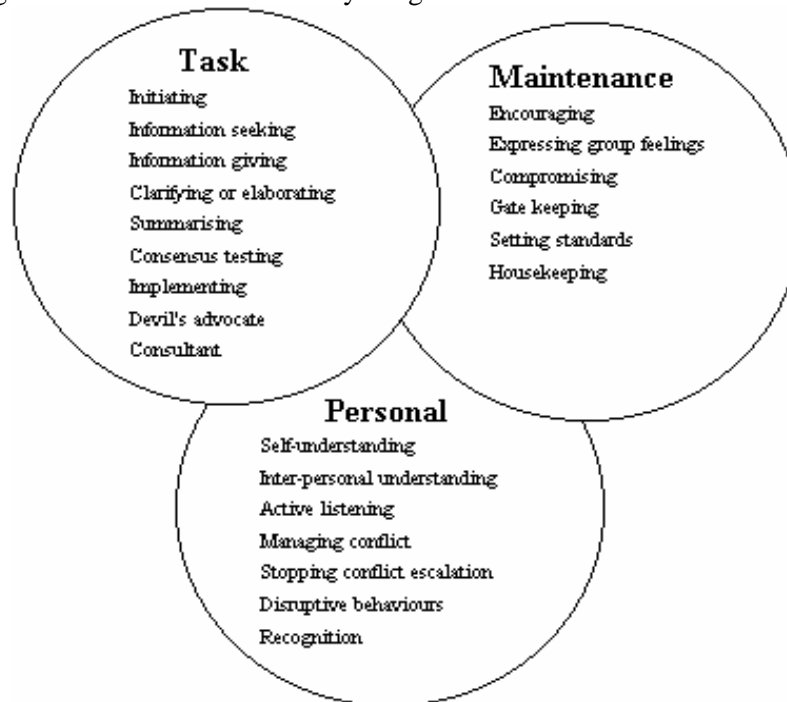 Task
Initiating
Information seeking
Information giving
Clarifying or elaborating
Summarising
Consensus testing
Implementing
Devil's advocate
Consultant
Maintenance
Encouraging
Expressing group feelings
Compromising
Gate keeping
Setting standards
Housekeeping
Personal
Self-understanding
Inter-personal understanding
Active listening
Managing conflict
Stopping conflict escalation
Disruptive behaviours
Recognition